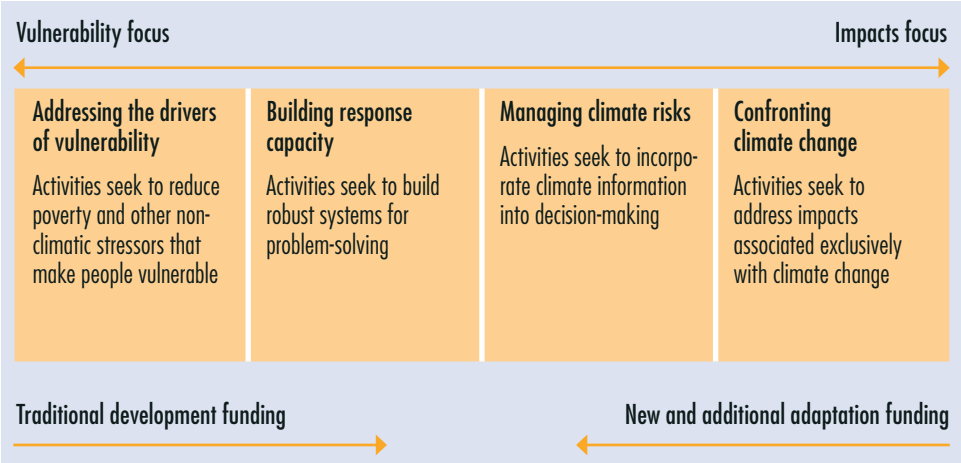 Vulnerability focus
Impacts focus
Addressing the drivers
of vulnerability
Activities seek to reduce
poverty and other non-
climatic stressors that
make people vulnerable
Building response
capacity
Activities seek to build
robust systems for
problem-solving
Managing climate risks
Activities seek to incorpo-
rate climate information
into decision-making
Confronting
climate change
Activities seek to
address impacts
associated exclusively
with climate change
Traditional development funding
New and additional adaptation funding